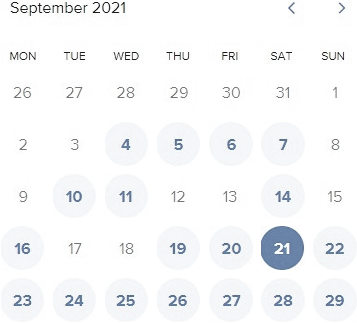 September 2021
MON TUE WED THU FRI SAT SUN
26 27 28 29 30 31 1
2 3 4 5 6 7 8
9 10 11 12 13 14 15
16 17 18 19 20 21 22
23 24 25 26 27 28 29